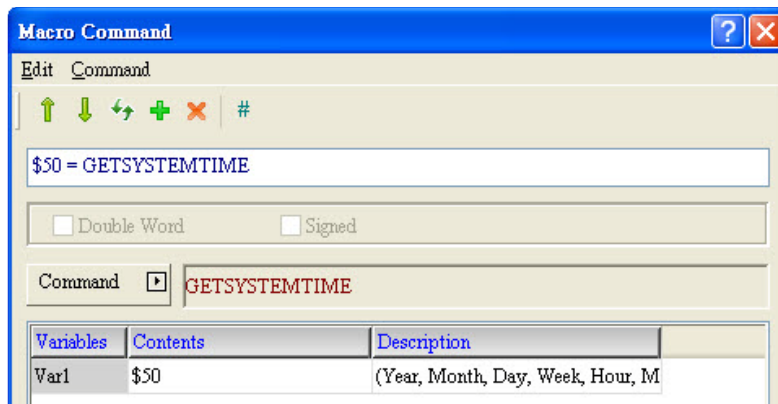 Macro Command
Edit Command
#
$50 = GETSYSTEMTIME
Double Word Signed
Command GETSYSTEMTIME
Variables Contents Description
Var1 $50 (Year, Month, Day, Week, Hour, M